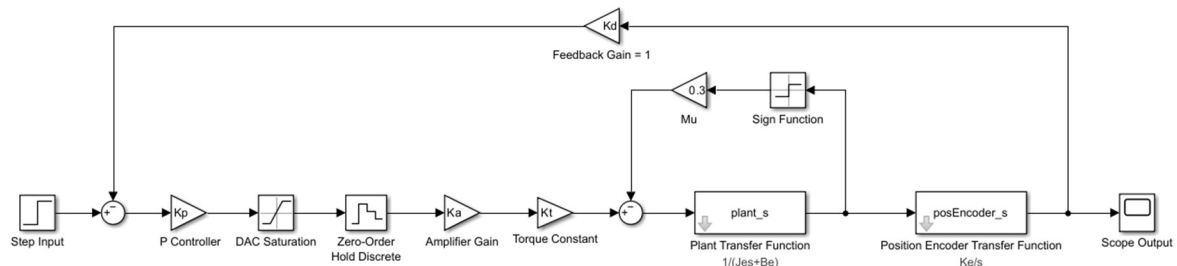 Kd
Feedback Gain = 1
0.3
Mu
Sign Function
Step Input
Kp
P Controller
DAC Saturation
Zero-Order
Hold Discrete
Ka
Amplifier Gain
Kt
Torque Constant
plant_s
Plant Transfer Function
1/(Jes+Be)
posEncoder_s
Position Encoder Transfer Function
Ke/s
Scope Output